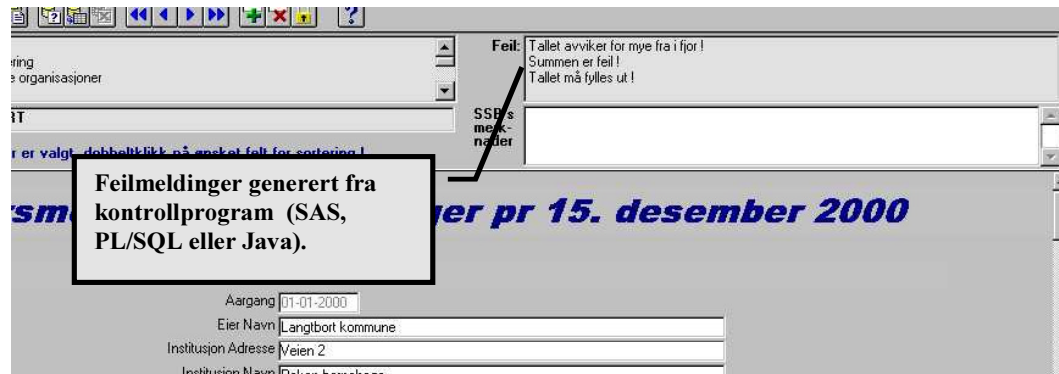 ring
e organisasjoner
Feil:
Tallet avviker for mye fra i fjor !
Summen er feil !
Tallet må fylles ut !
RT
SSB's
merk-
nader
r er valgt, dobbeltklikk på ønsket felt for sortering !
Feilmeldinger generert fra
kontrollprogram (SAS,
PL/SQL eller Java).
er pr 15. desember 2000
Aargang 01-01-2000
Eier Navn Langtbort kommune
Institusjon Adresse Veien 2
Institusjon Navn